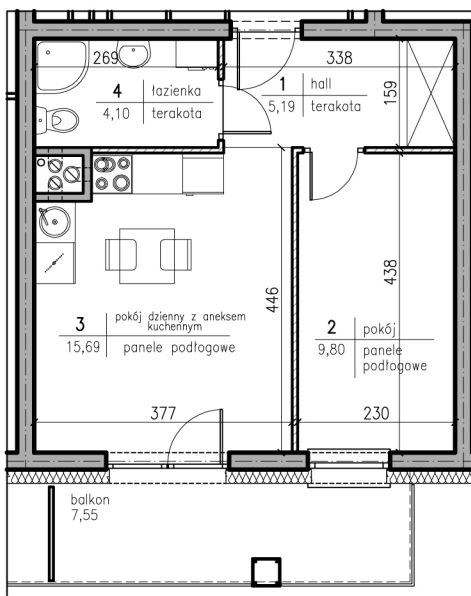 269
338
4 łazienka
4,10 terakota
1 hall
5,19 terakota
159
446
438
3 pokój dzienny z aneksem
kuchennym
15,69 panele podłogowe
2 pokój
9,80 panele
podłogowe
377
230
balkon
7,55